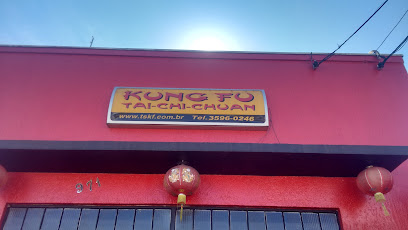 KUNG FU
TAI-CHI-CHUAN
www.tskf.com.br Tel.3596-0246